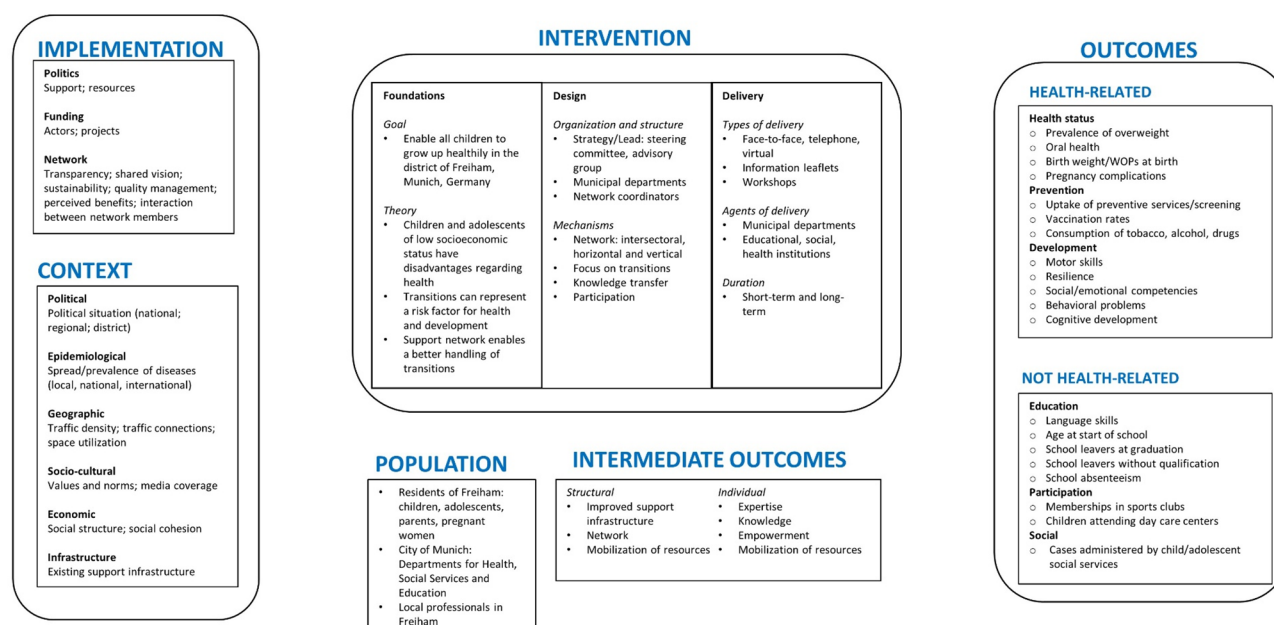 IMPLEMENTATION
Politics
Support; resources
Funding
Actors; projects
Network
Transparency; shared vision;
sustainability; quality management;
perceived benefits; interaction
between network members
CONTEXT
Political
Political situation (national;
regional; district)
Epidemiological
Spread/prevalence of diseases
(local, national, international)
Geographic
Traffic density; traffic connections;
space utilization
Socio-cultural
Values and norms; media coverage
Economic
Social structure; social cohesion
Infrastructure
Existing support infrastructure
INTERVENTION
Foundations
Goal
• Enable all children to
grow up healthily in the
district of Freiham,
Munich, Germany
Theory
• Children and adolescents
of low socioeconomic
status have
disadvantages regarding
health
• Transitions can represent
a risk factor for health
and development
• Support network enables
a better handling of
transitions
Design
Organization and structure
• Strategy/Lead: steering
committee, advisory
group
• Municipal departments
• Network coordinators
Mechanisms
• Network: intersectoral,
horizontal and vertical
• Focus on transitions
• Knowledge transfer
• Participation
Delivery
Types of delivery
• Face-to-face, telephone,
virtual
• Information leaflets
• Workshops
Agents of delivery
• Municipal departments
• Educational, social,
health institutions
Duration
• Short-term and long-
term
POPULATION
• Residents of Freiham:
children, adolescents,
parents, pregnant
women
• City of Munich:
Departments for Health,
Social Services and
Education
• Local professionals in
Freiham
INTERMEDIATE OUTCOMES
Structural
• Improved support
infrastructure
• Network
• Mobilization of resources
Individual
• Expertise
• Knowledge
• Empowerment
• Mobilization of resources
OUTCOMES
HEALTH-RELATED
Health status
o Prevalence of overweight
o Oral health
o Birth weight/WOPs at birth
o Pregnancy complications
Prevention
o Uptake of preventive services/screening
o Vaccination rates
o Consumption of tobacco, alcohol, drugs
Development
o Motor skills
o Resilience
o Social/emotional competencies
o Behavioral problems
o Cognitive development
NOT HEALTH-RELATED
Education
o Language skills
o Age at start of school
o School leavers at graduation
o School leavers without qualification
o School absenteeism
Participation
o Memberships in sports clubs
o Children attending day care centers
Social
o Cases administered by child/adolescent
social services